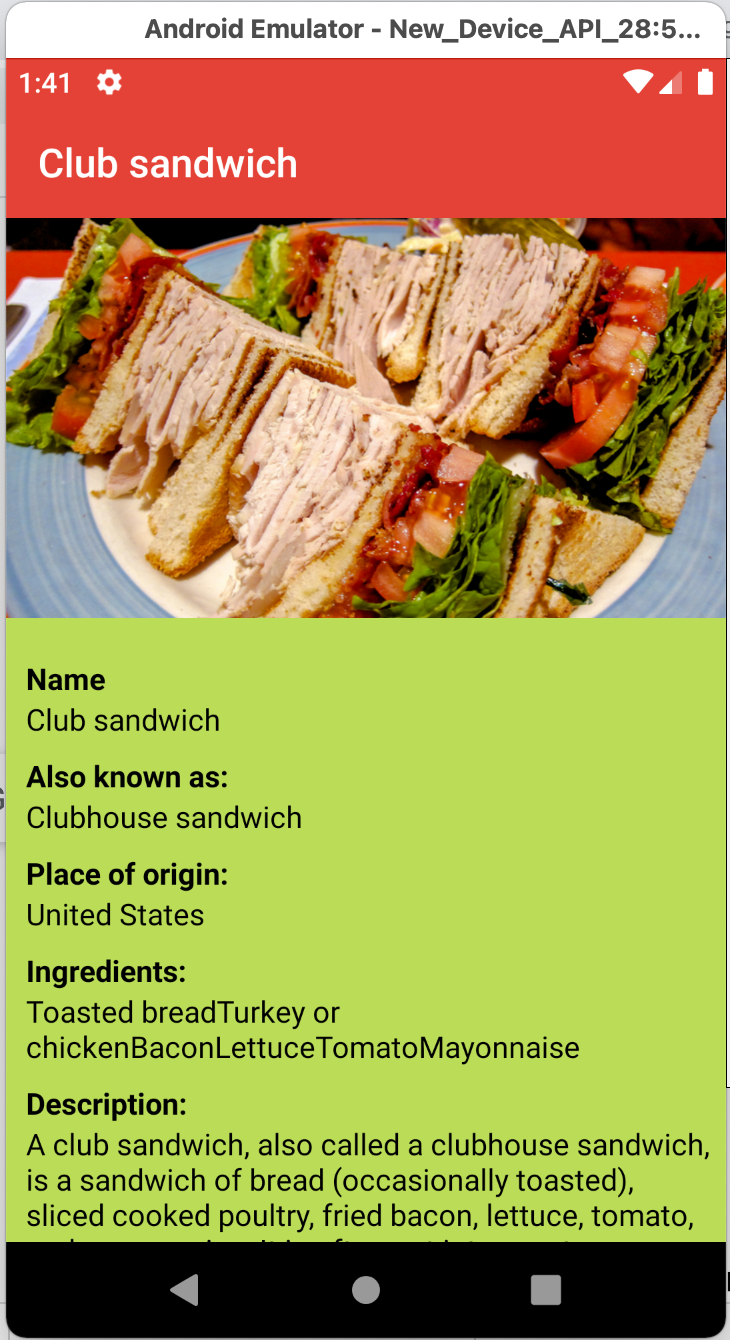 Android Emulator - New_Device_API_28:5...
1:41
Club sandwich
Name
Club sandwich
Also known as:
Clubhouse sandwich
Place of origin:
United States
Ingredients:
Toasted breadTurkey or
chickenBaconLettuceTomatoMayonnaise
Description:
A club sandwich, also called a clubhouse sandwich,
is a sandwich of bread (occasionally toasted),
sliced cooked poultry, fried bacon, lettuce, tomato,